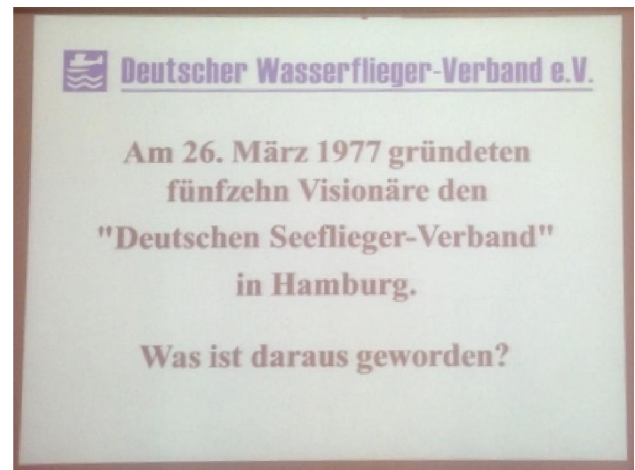 Deutscher Wasserflieger-Verband e.V.
Am 26. März 1977 gründeten
fünfzehn Visionäre den
"Deutschen Seeflieger-Verband"
in Hamburg.
Was ist daraus geworden?